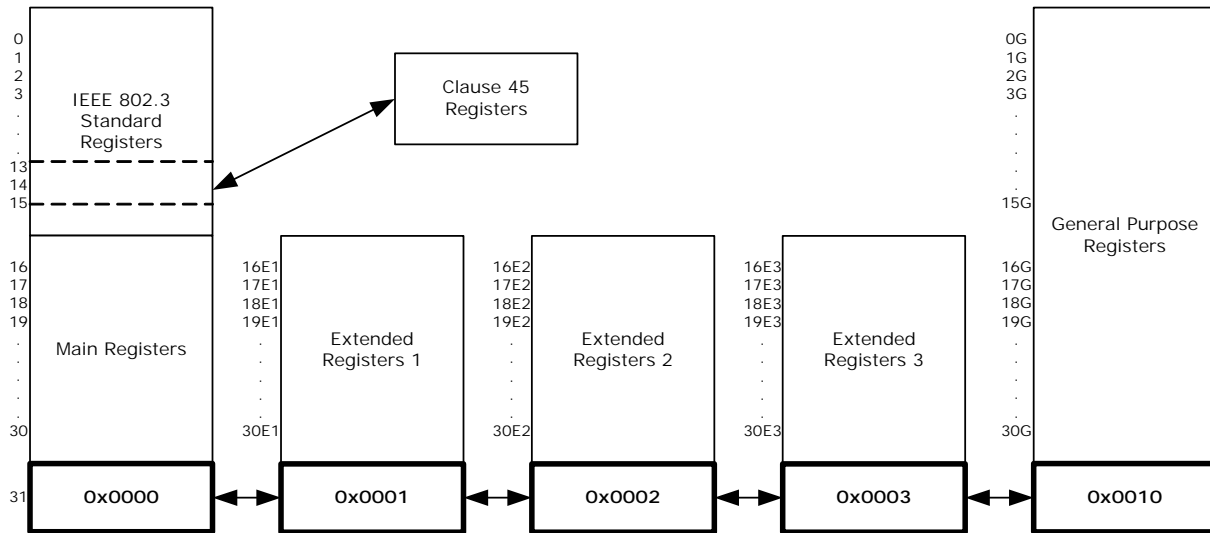 0
1
2
3
.
.
.
13
14
15
IEEE 802.3
Standard
Registers
Clause 45
Registers
16
17
18
19
.
.
.
.
.
30
Main Registers
16E1
17E1
18E1
19E1
.
.
.
.
.
30E1
Extended
Registers 1
16E2
17E2
18E2
19E2
.
.
.
.
.
30E2
Extended
Registers 2
16E3
17E3
18E3
19E3
.
.
.
.
.
30E3
Extended
Registers 3
0G
1G
2G
3G
.
.
.
.
.
15G
16G
17G
18G
19G
.
.
.
.
.
30G
General Purpose
Registers
31
0x0000
0x0001
0x0002
0x0003
0x0010